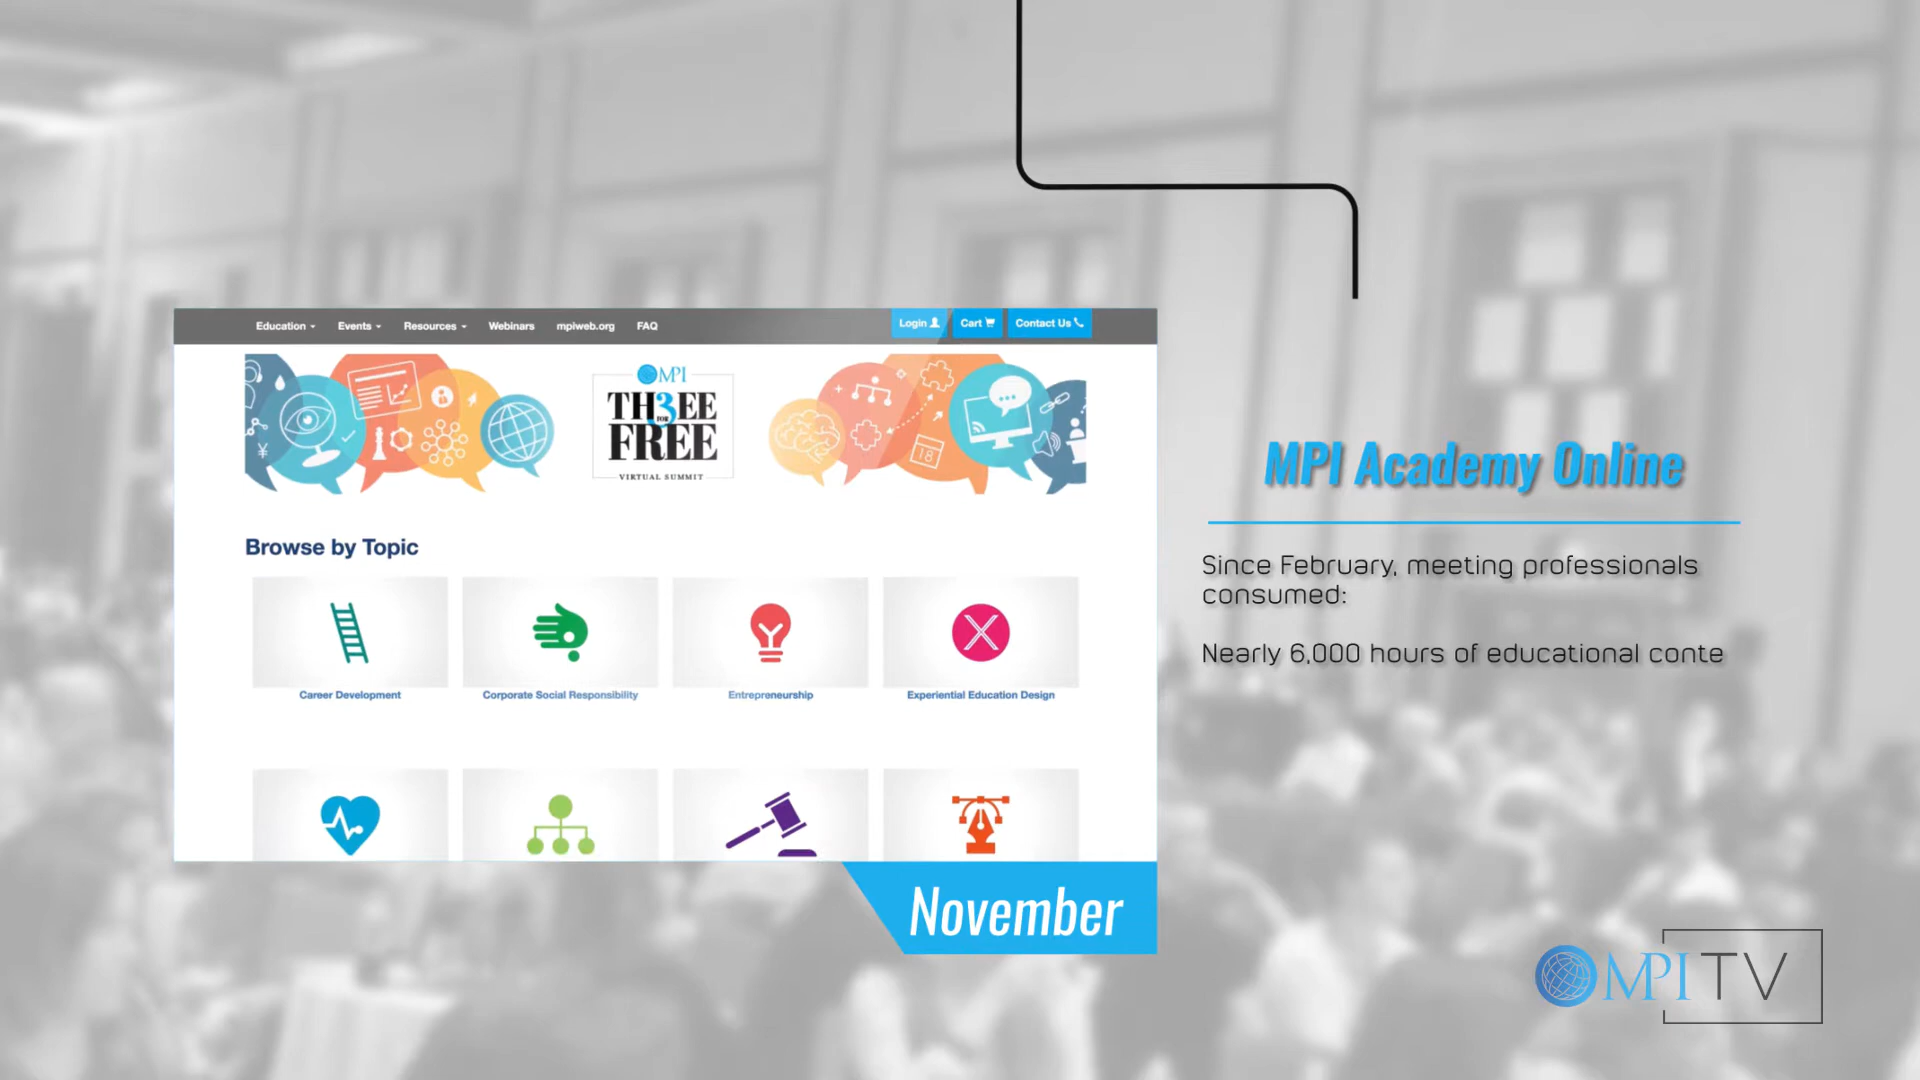 Education Events Resources Webinars mpiweb.org FAQ Login Cart Contact Us
MPI
TH3EE
FOR
FREE
VIRTUAL SUMMIT
18
¥
Browse by Topic
Career Development Corporate Social Responsibility Entrepreneurship Experiential Education Design
November
MPI Academy Online
Since February, meeting professionals
consumed:
Nearly 6,000 hours of educational conte
MPI TV